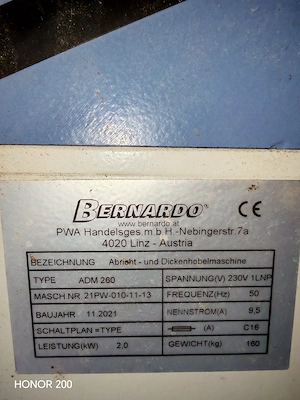 BERNARDO® CE
www.bernardo.at
PWA Handelsges.m.b.H.-Nebingerstr.7a
4020 Linz - Austria
BEZEICHNUNG Abricht - und Dickenhobelmaschine
TYPE ADM 260 SPANNUNG(V) 230V 1LNP
MASCH NR. 21PW-010-11-13 FREQUENZ(Hz) 50
BAUJAHR 11.2021 NENNSTROM(A) 9,5
SCHALTPLAN =TYPE (A) C16
LEISTUNG(kW) 2,0 GEWICHT(kg) 160
HONOR 200